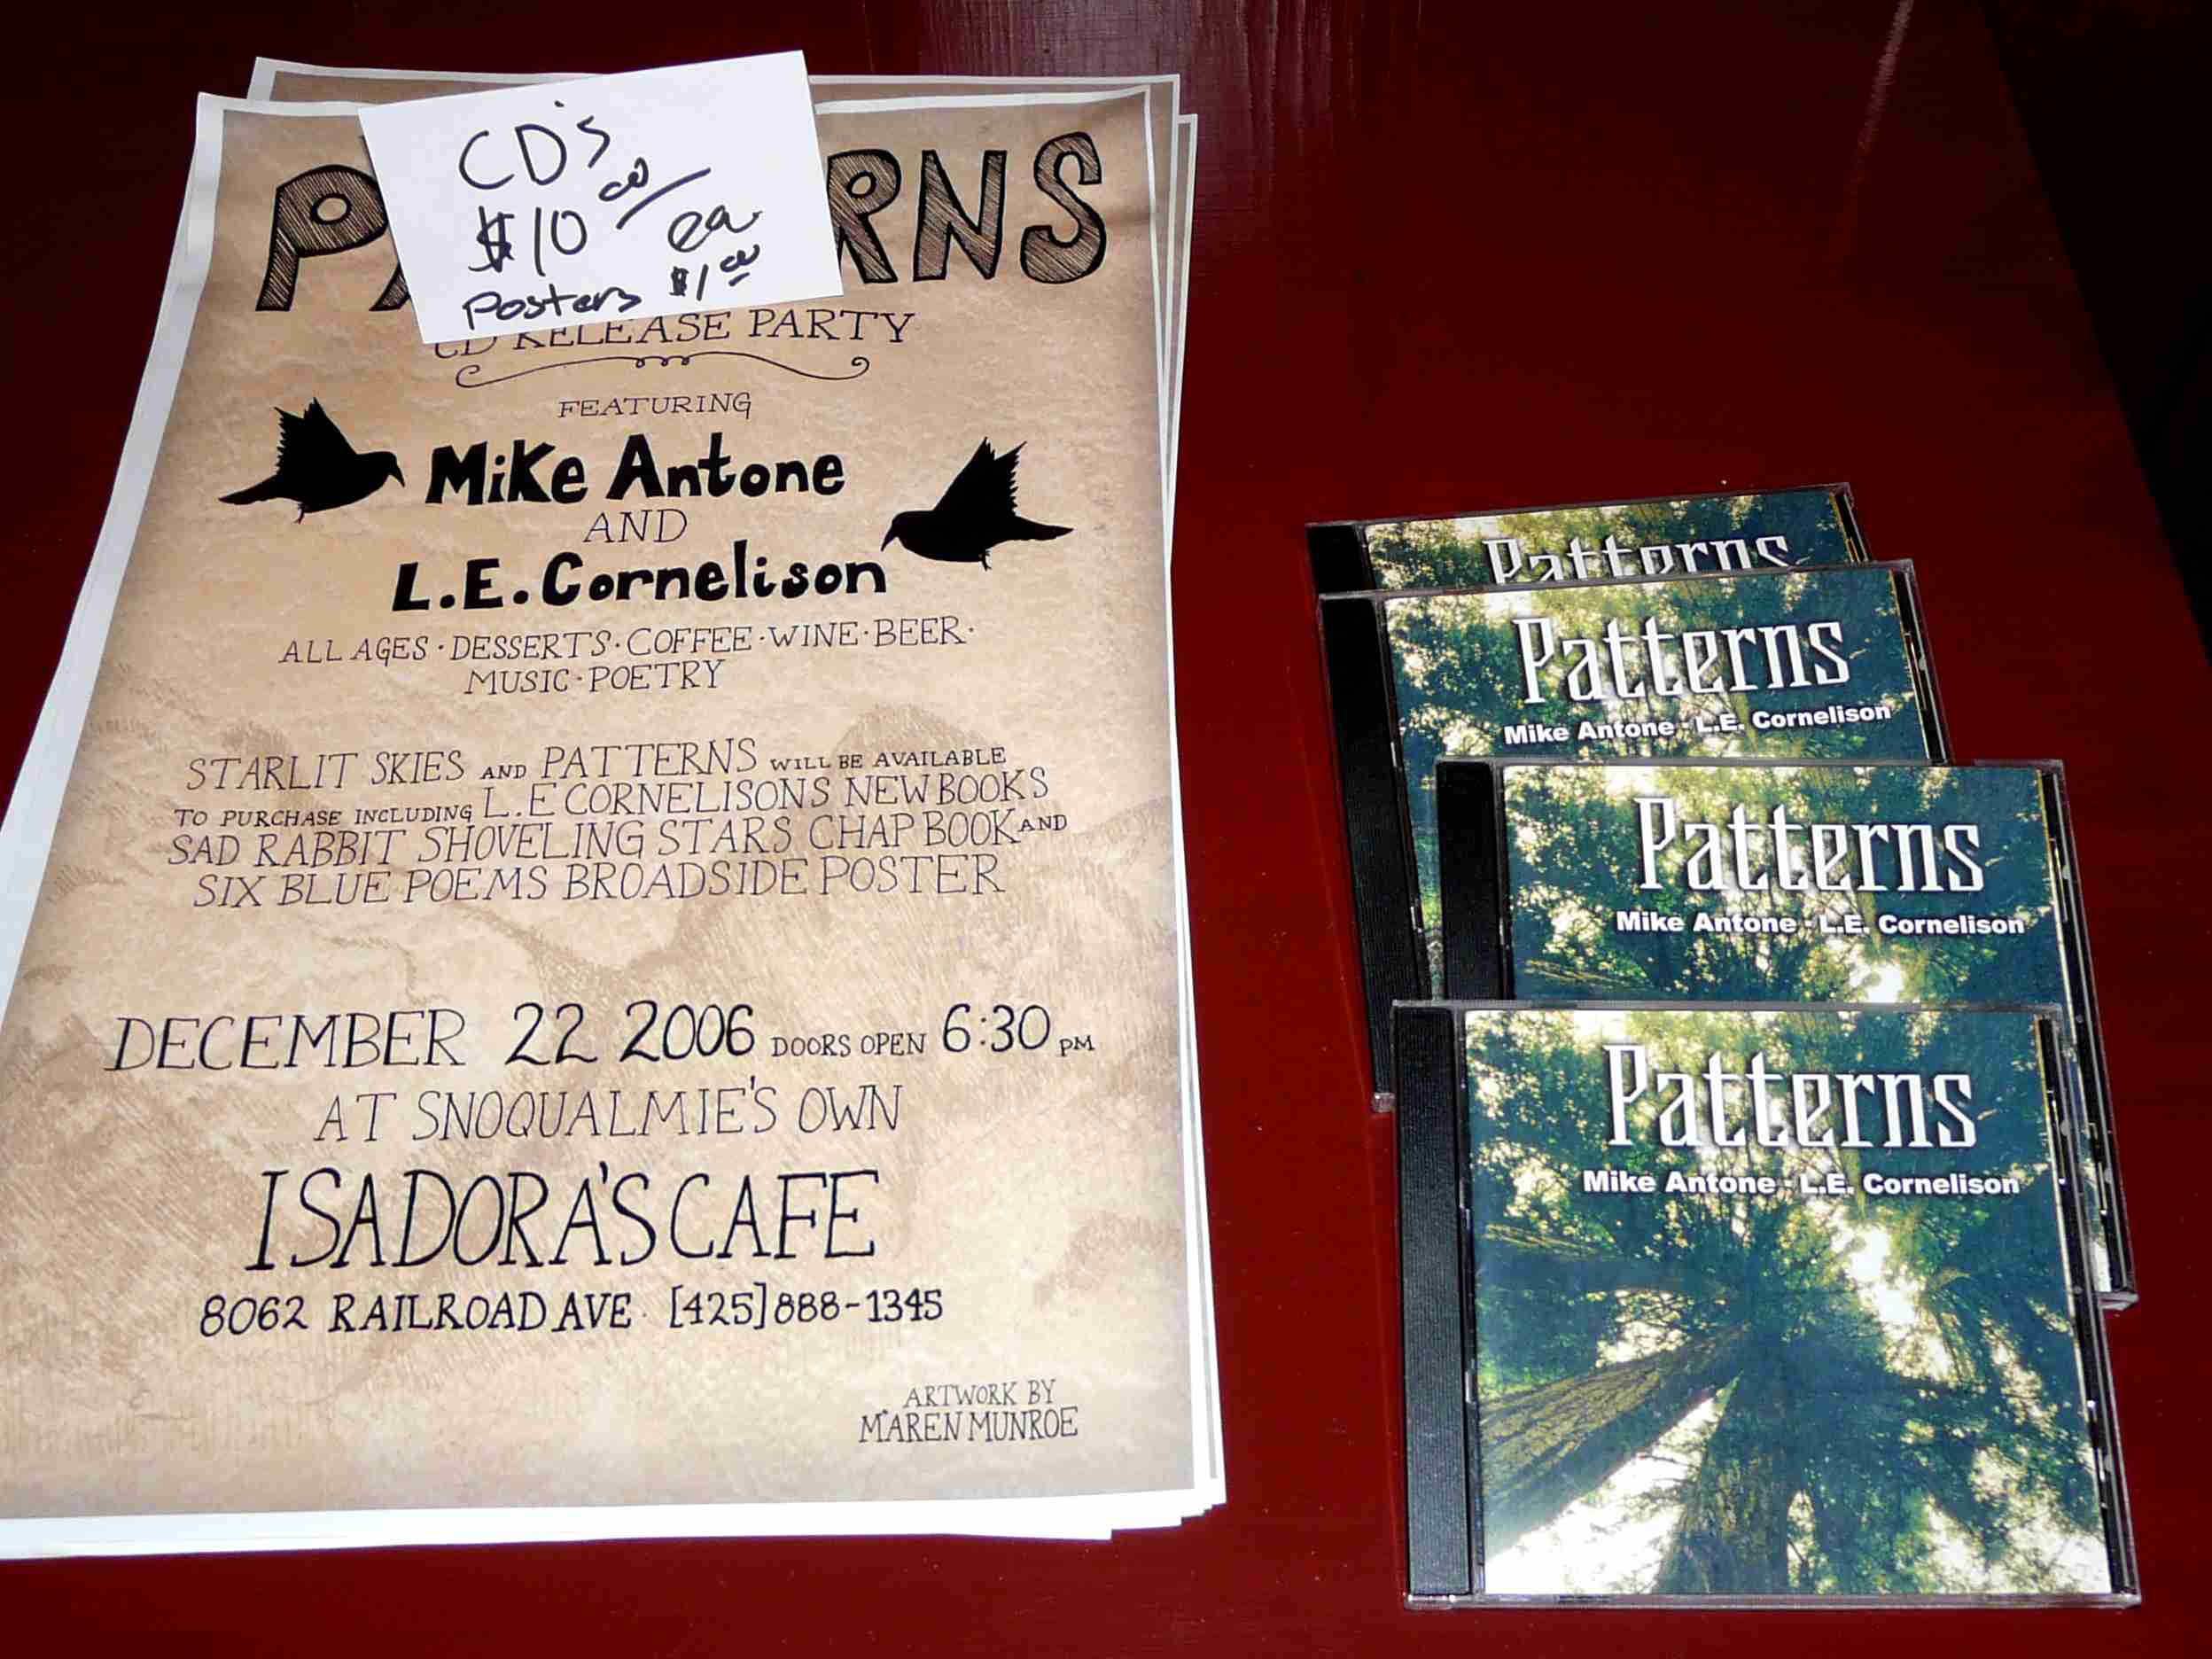 CD's
$10 00/ ea
Posters $1 00
RNS
CD RELEASE PARTY
FEATURING
Mike Antone
AND
L.E. Cornelison
ALL AGES · DESSERTS · COFFEE · WINE · BEER ·
MUSIC · POETRY
STARLIT SKIES AND PATTERNS WILL BE AVAILABLE
TO PURCHASE INCLUDING L.E CORNELISONS NEW BOOKS
SAD RABBIT SHOVELING STARS CHAP BOOK AND
SIX BLUE POEMS BROADSIDE POSTER
DECEMBER 22 2006 DOORS OPEN 6:30 PM
AT SNOQUALMIE'S OWN
ISADORA'S CAFE
8062 RAILROAD AVE. [425]888-1345
ARTWORK BY
MAREN MUNROE
Patterns
Patterns
Mike Antone - L.E. Cornelison
Patterns
Mike Antone - L.E. Cornelison
Patterns
Mike Antone - L.E. Cornelison